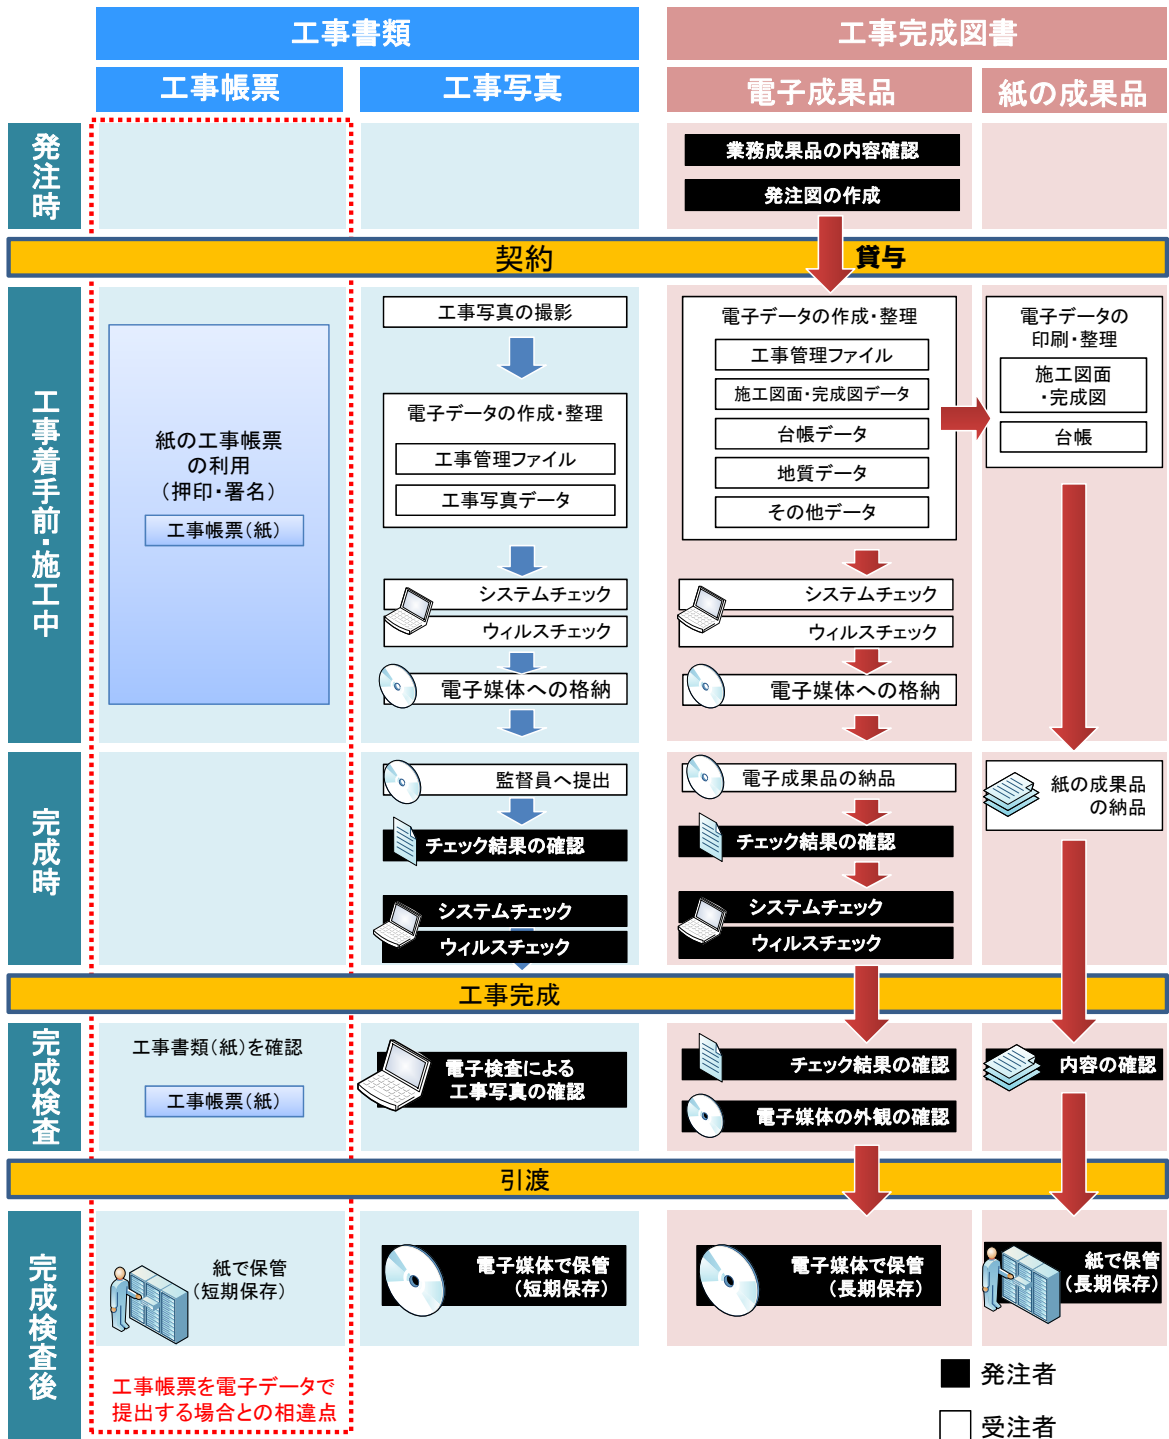 工事書類
工事完成図書
工事帳票
工事写真
電子成果品
紙の成果品
発注時
業務成果品の内容確認
発注図の作成
契約
貸与
工事着手前・施工中
紙の工事帳票
の利用
（押印・署名）
工事帳票（紙）
工事写真の撮影
電子データの作成・整理
工事管理ファイル
工事写真データ
システムチェック
ウィルスチェック
電子媒体への格納
電子データの作成・整理
工事管理ファイル
施工図面・完成図データ
台帳データ
地質データ
その他データ
システムチェック
ウィルスチェック
電子媒体への格納
電子データの
印刷・整理
施工図面
・完成図
台帳
完成時
監督員へ提出
チェック結果の確認
システムチェック
ウィルスチェック
電子成果品の納品
チェック結果の確認
システムチェック
ウィルスチェック
紙の成果品
の納品
工事完成
完成検査
工事書類（紙）を確認
工事帳票（紙）
電子検査による
工事写真の確認
チェック結果の確認
電子媒体の外観の確認
内容の確認
引渡
完成検査後
紙で保管
（短期保存）
電子媒体で保管
（短期保存）
電子媒体で保管
（長期保存）
紙で保管
（長期保存）
工事帳票を電子データで
提出する場合との相違点
発注者
受注者